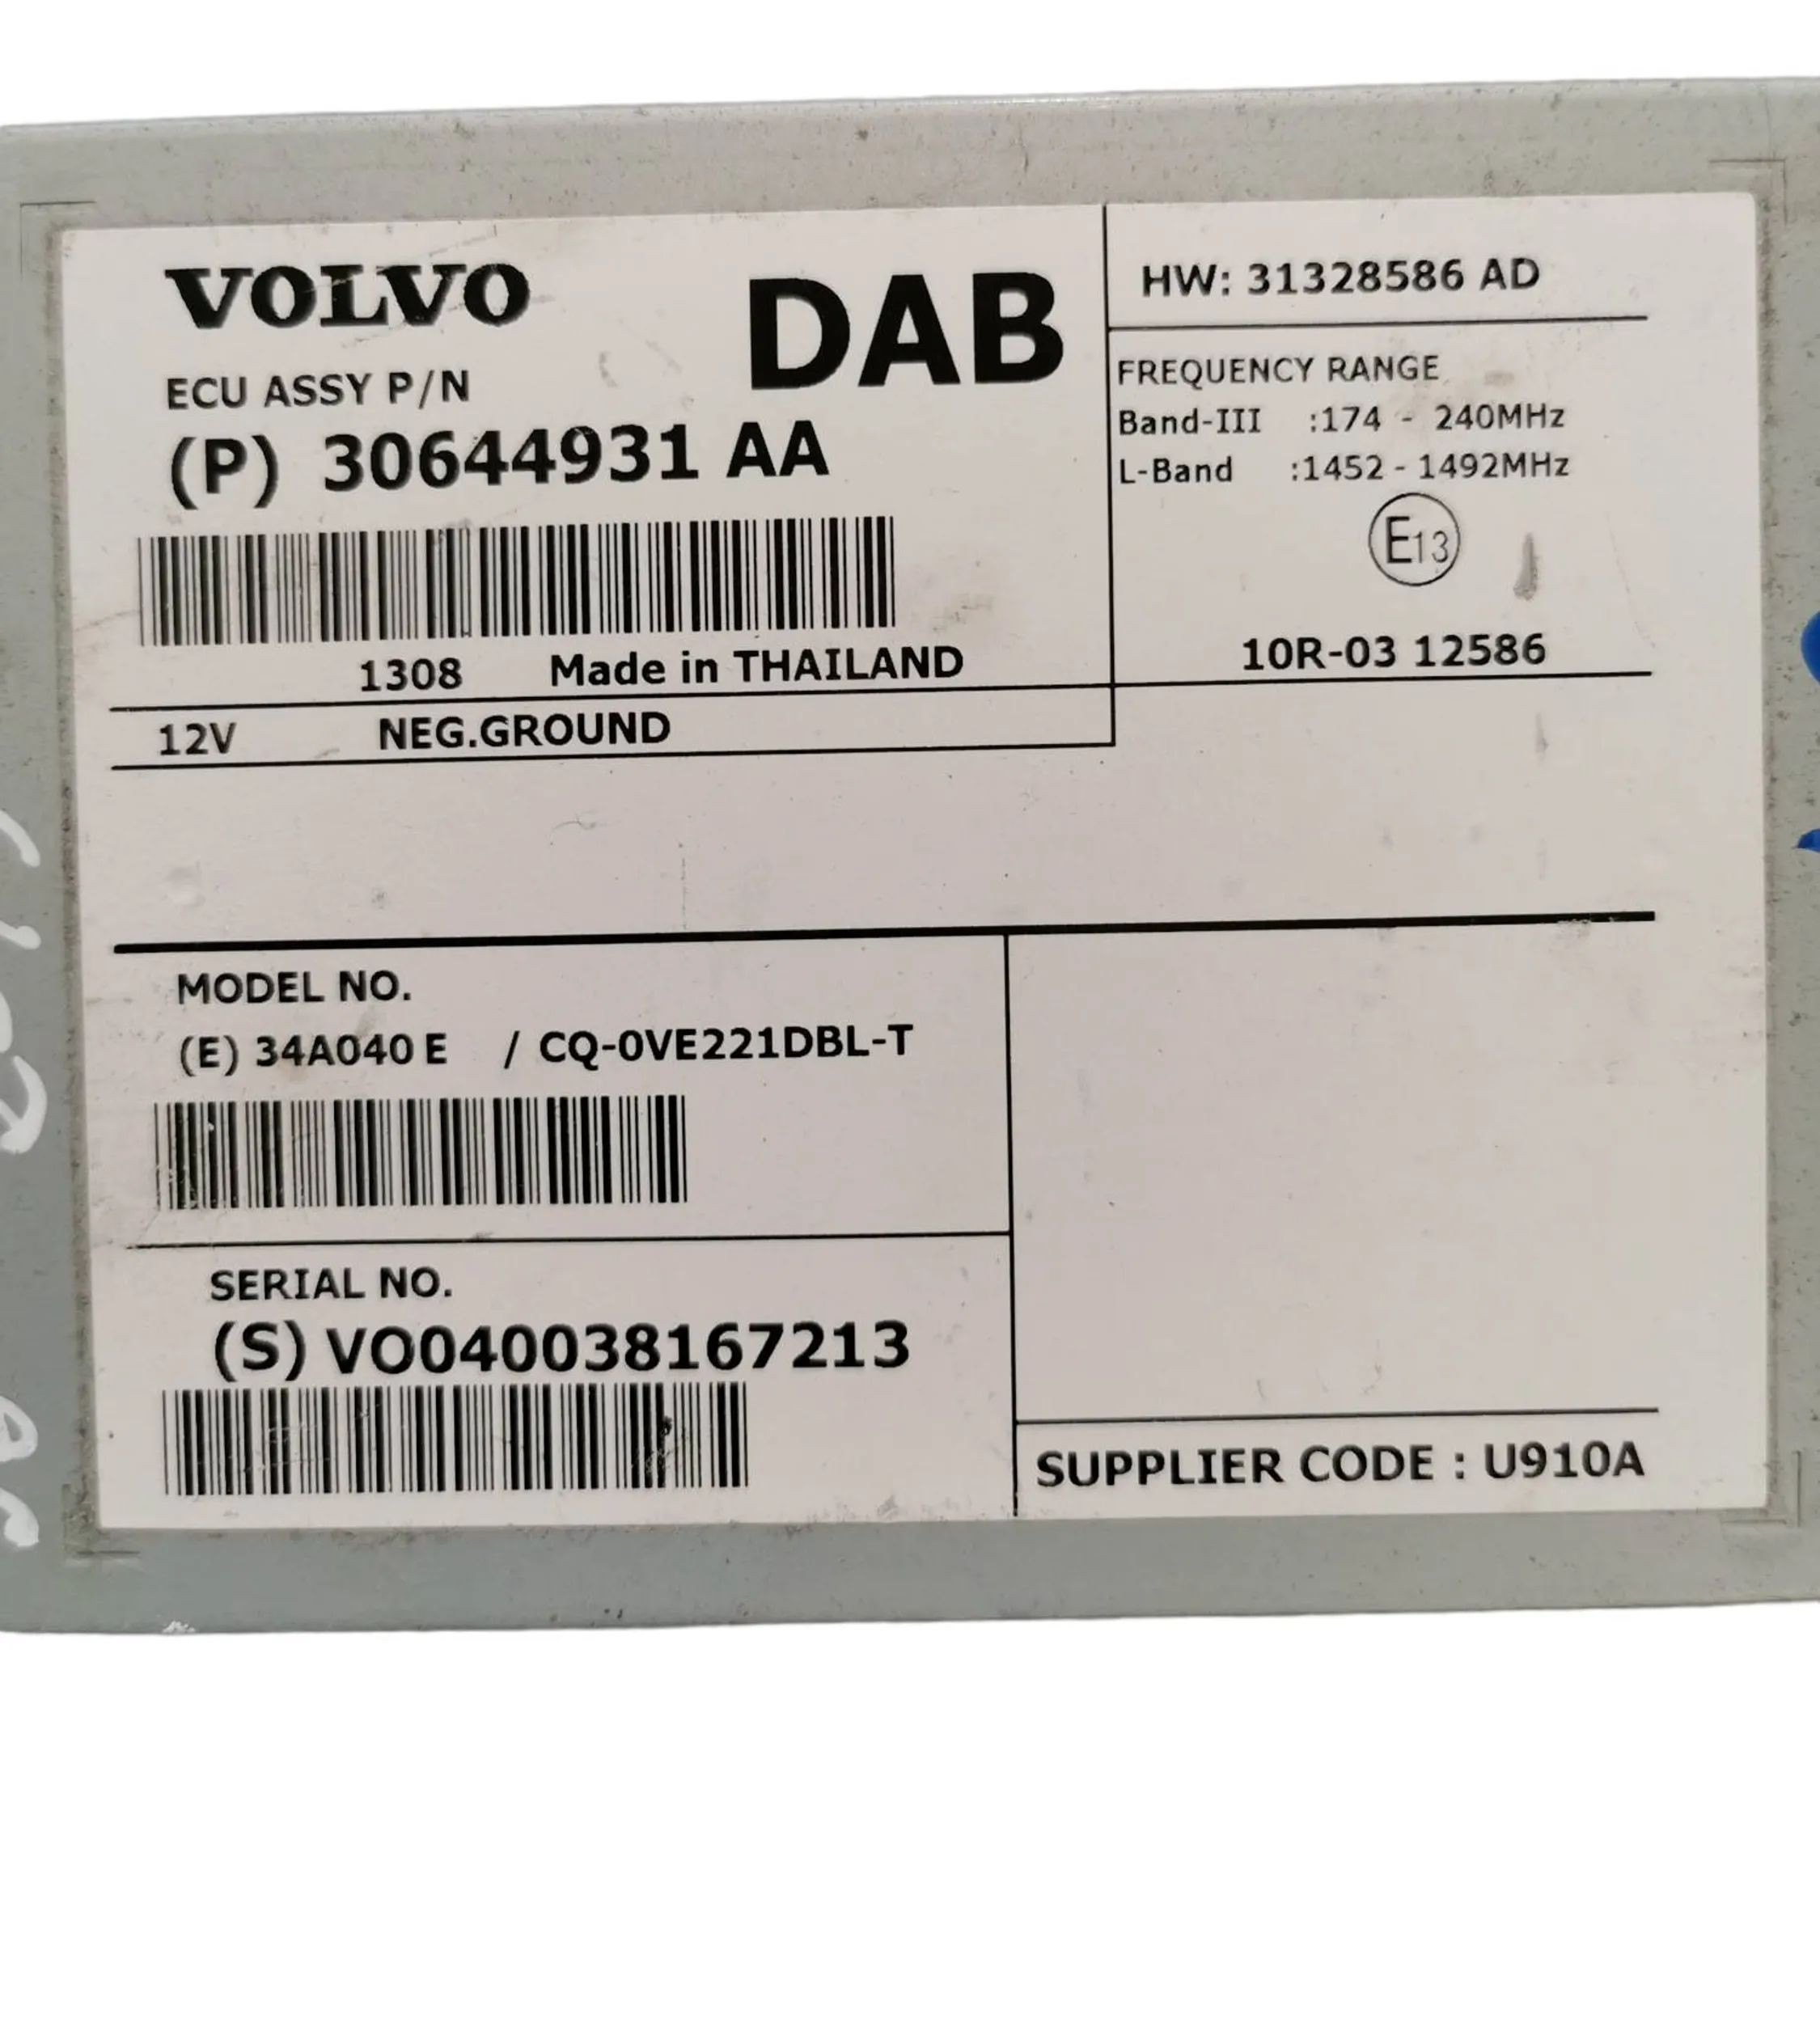 VOLVO
DAB
ECU ASSY P/N
(P) 30644931 AA
1308 Made in THAILAND
12V NEG.GROUND
HW: 31328586 AD
FREQUENCY RANGE
Band-III :174 - 240MHz
L-Band :1452 - 1492MHz
E13
10R-03 12586
MODEL NO.
(E) 34A040 E / CQ-0VE221DBL-T
SERIAL NO.
(S) VO040038167213
SUPPLIER CODE : U910A